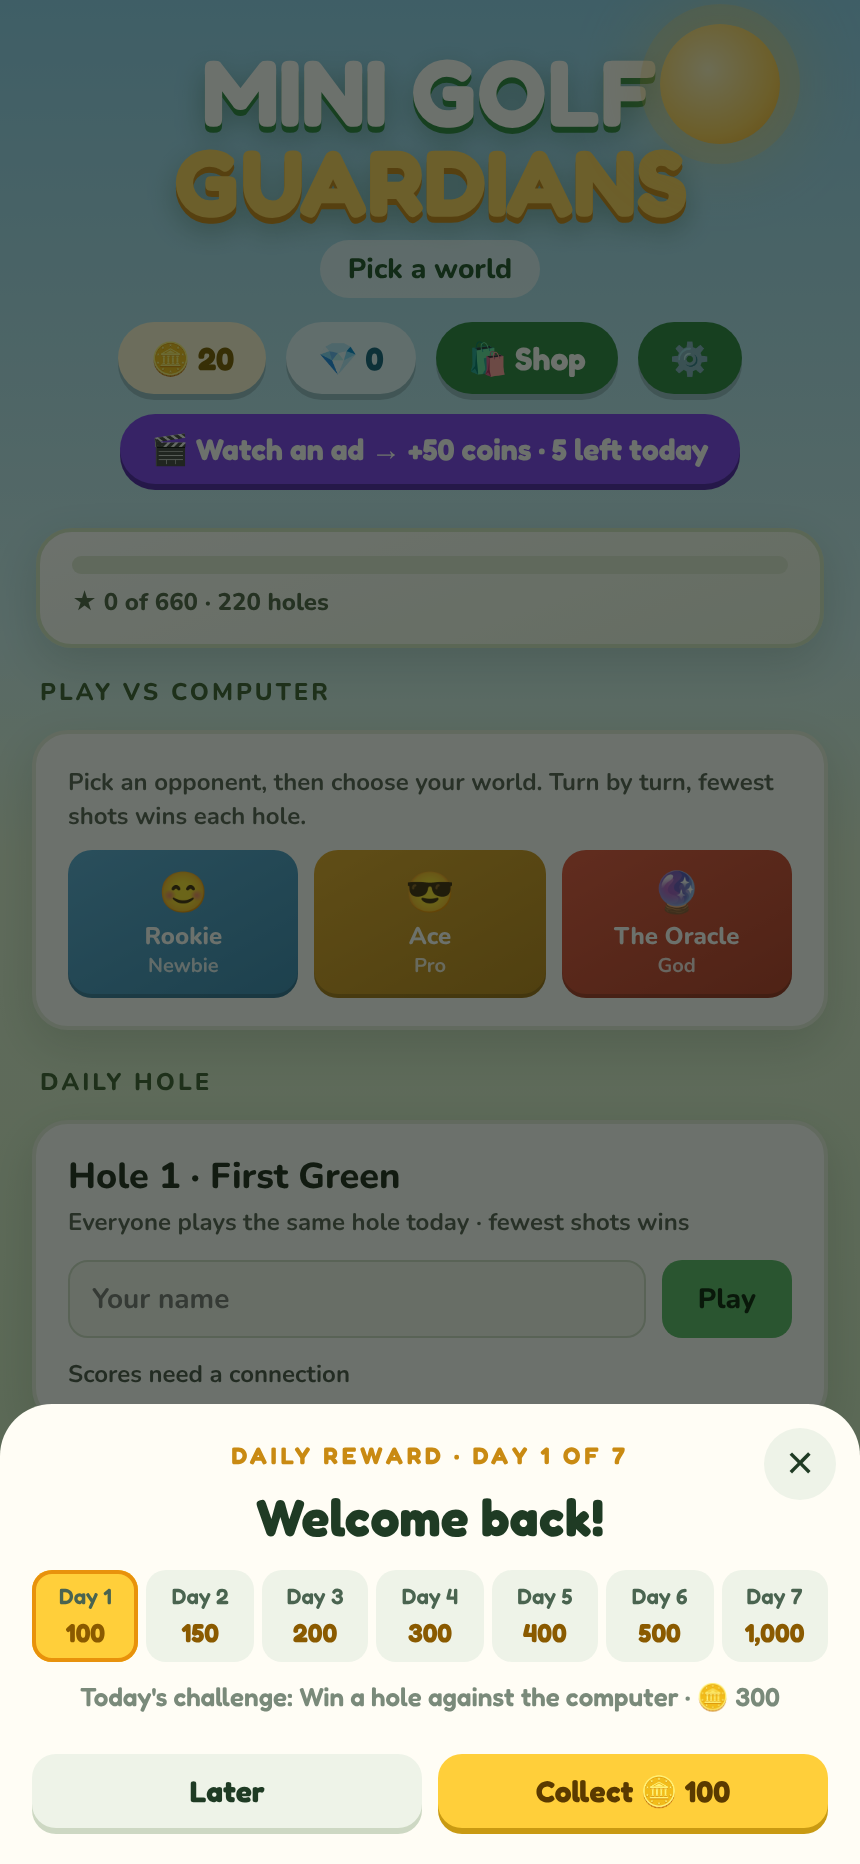 MINI GOLF
GUARDIANS
Pick a world
🪙 20
💎 0
🛍️ Shop
⚙️
🎬 Watch an ad → +50 coins · 5 left today
★ 0 of 660 · 220 holes
PLAY VS COMPUTER
Pick an opponent, then choose your world. Turn by turn, fewest
shots wins each hole.
Rookie
Newbie
Ace
Pro
The Oracle
God
DAILY HOLE
Hole 1 · First Green
Everyone plays the same hole today · fewest shots wins
Your name
Play
Scores need a connection
DAILY REWARD · DAY 1 OF 7
✕
Welcome back!
Day 1
100
Day 2
150
Day 3
200
Day 4
300
Day 5
400
Day 6
500
Day 7
1,000
Today's challenge: Win a hole against the computer · 🪙 300
Later
Collect 🪙 100